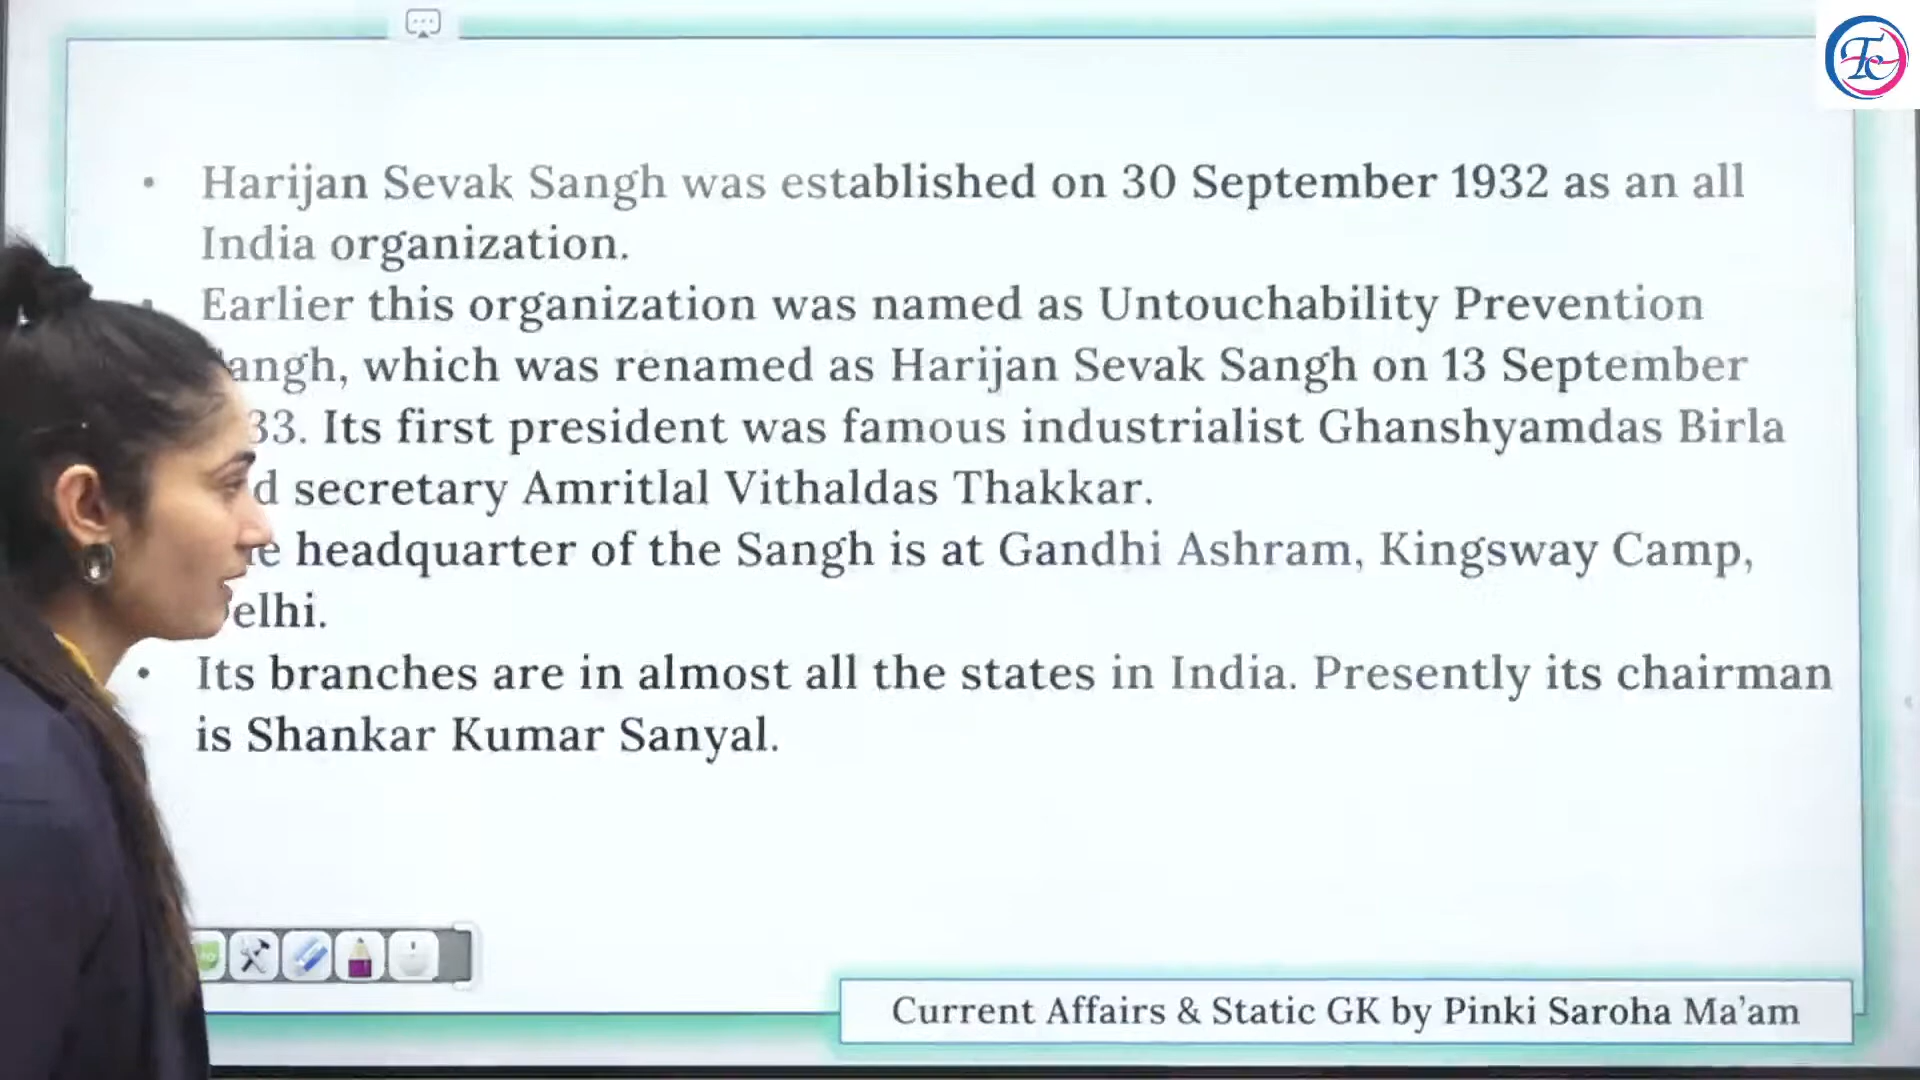 Harijan Sevak Sangh was established on 30 September 1932 as an all
India organization.
Earlier this organization was named as Untouchability Prevention
angh, which was renamed as Harijan Sevak Sangh on 13 September
33. Its first president was famous industrialist Ghanshyamdas Birla
d secretary Amritlal Vithaldas Thakkar.
e headquarter of the Sangh is at Gandhi Ashram, Kingsway Camp,
elhi.
Its branches are in almost all the states in India. Presently its chairman
is Shankar Kumar Sanyal.
Current Affairs & Static GK by Pinki Saroha Ma'am
Tc